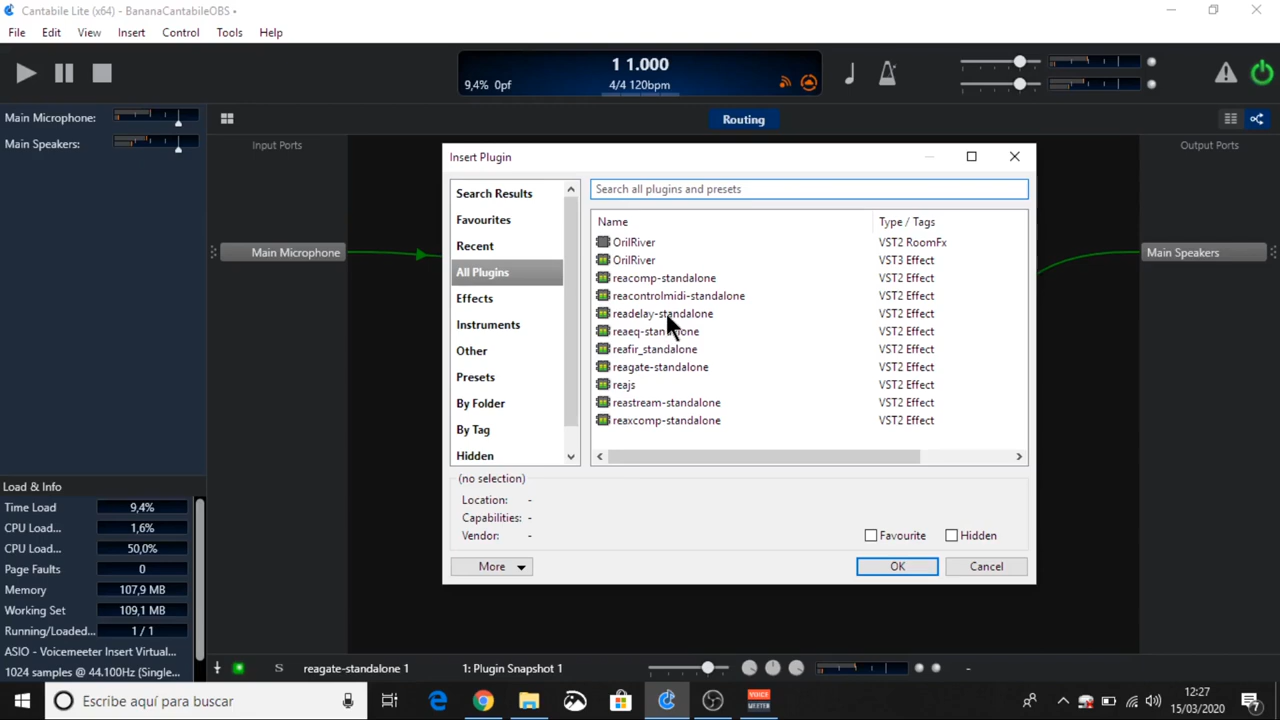 Cantabile Lite (x64) - BananaCantabileOBS •
File Edit View Insert Control Tools Help
1 1.000
9,4% 0pf 4/4 120bpm
Main Microphone:
Main Speakers:
Routing
Input Ports
Output Ports
Main Microphone
Main Speakers
Insert Plugin
Search Results
Favourites
Recent
All Plugins
Effects
Instruments
Other
Presets
By Folder
By Tag
Hidden
Search all plugins and presets
Name Type / Tags
OrilRiver VST2 RoomFx
OrilRiver VST3 Effect
reacomp-standalone VST2 Effect
reacontrolmidi-standalone VST2 Effect
readelay-standalone VST2 Effect
reaeq-standalone VST2 Effect
reafir_standalone VST2 Effect
reagate-standalone VST2 Effect
reajs VST2 Effect
reastream-standalone VST2 Effect
reaxcomp-standalone VST2 Effect
(no selection)
Location: -
Capabilities: -
Vendor: -
Favourite Hidden
More OK Cancel
Load & Info
Time Load 9,4%
CPU Load... 1,6%
CPU Load... 50,0%
Page Faults 0
Memory 107,9 MB
Working Set 109,1 MB
Running/Loaded... 1 / 1
ASIO - Voicemeeter Insert Virtual...
1024 samples @ 44.100Hz (Single...
S reagate-standalone 1 1: Plugin Snapshot 1 -
Escribe aquí para buscar
VOICE
MEETER
12:27
15/03/2020
7